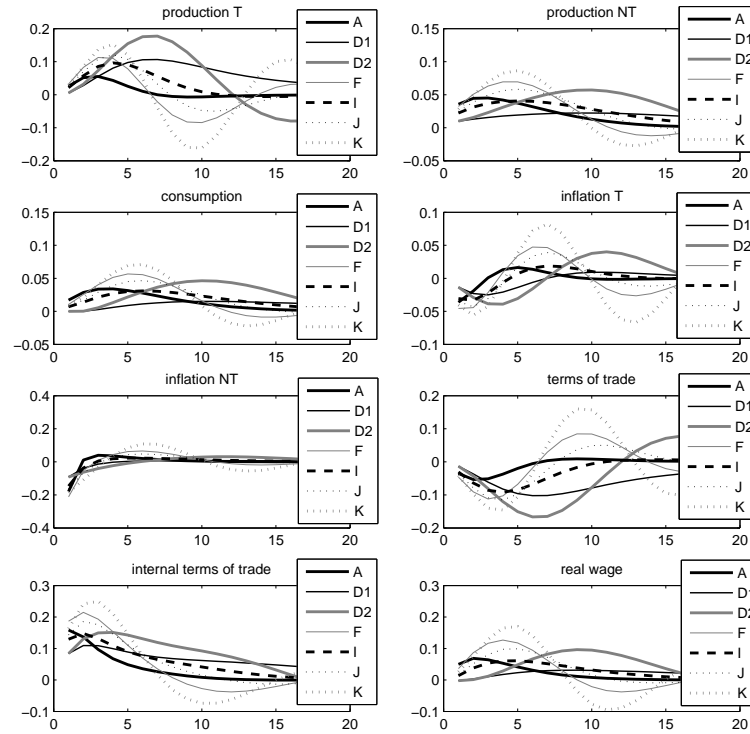 production T
0.2
0.1
0
−0.1
−0.2
0 5 10 15 20
A
D1
D2
F
I
J
K
production NT
0.15
0.1
0.05
0
−0.05
0 5 10 15 20
A
D1
D2
F
I
J
K
consumption
0.15
0.1
0.05
0
−0.05
0 5 10 15 20
A
D1
D2
F
I
J
K
inflation T
0.1
0.05
0
−0.05
−0.1
0 5 10 15 20
A
D1
D2
F
I
J
K
inflation NT
0.4
0.2
0
−0.2
−0.4
0 5 10 15 20
A
D1
D2
F
I
J
K
terms of trade
0.2
0.1
0
−0.1
−0.2
0 5 10 15 20
A
D1
D2
F
I
J
K
internal terms of trade
0.3
0.2
0.1
0
−0.1
0 5 10 15 20
A
D1
D2
F
I
J
K
real wage
0.3
0.2
0.1
0
−0.1
0 5 10 15 20
A
D1
D2
F
I
J
K